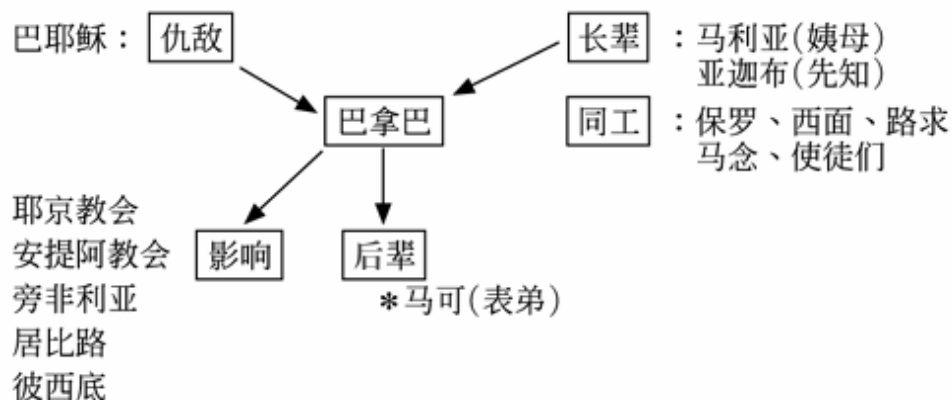 巴耶稣： 仇敌
长辈 ：马利亚(姨母)
亚迦布(先知)
巴拿巴
同工 ：保罗、西面、路求
马念、使徒们
耶京教会
安提阿教会 影响
后辈
旁非利亚
*马可(表弟)
居比路
彼西底